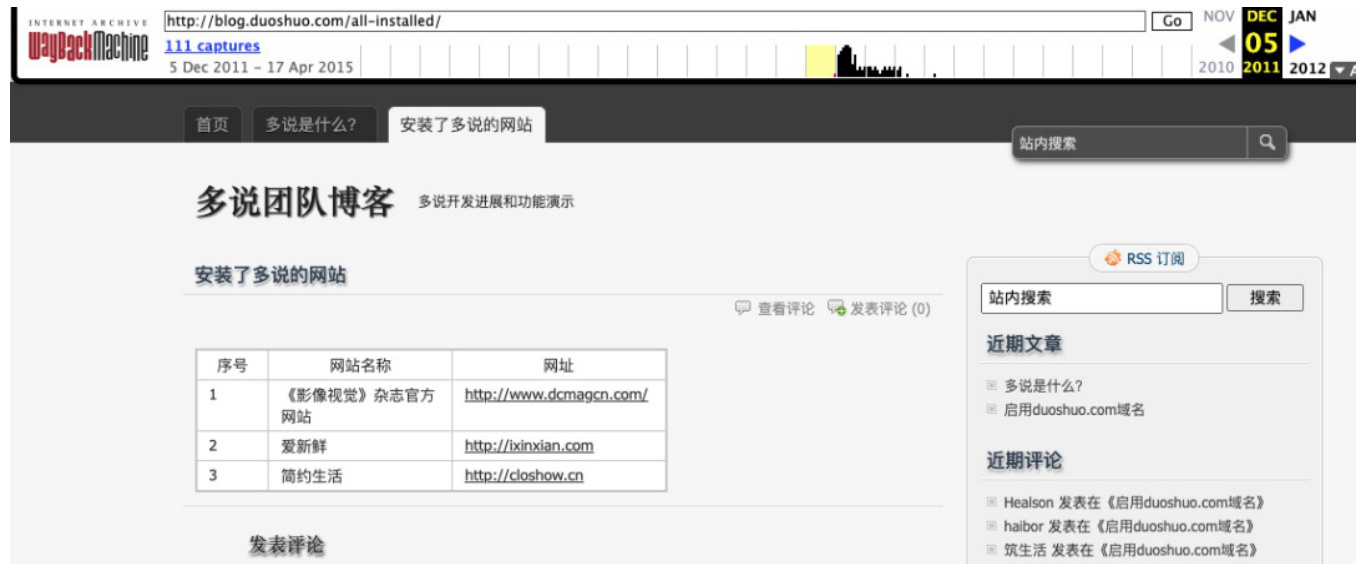 INTERNET ARCHIVE
WayBackMachine
http://blog.duoshuo.com/all-installed/
Go
111 captures
5 Dec 2011 – 17 Apr 2015
NOV DEC JAN
05
2010 2011 2012
首页 多说是什么? 安装了多说的网站
站内搜索
多说团队博客 多说开发进展和功能演示
安装了多说的网站
查看评论 发表评论 (0)
序号 网站名称 网址
1 《影像视觉》杂志官方 http://www.dcmagcn.com/
网站
2 爱新鲜 http://ixinxian.com
3 简约生活 http://closhow.cn
发表评论
RSS 订阅
站内搜索 搜索
近期文章
多说是什么?
启用duoshuo.com域名
近期评论
Healson 发表在《启用duoshuo.com域名》
haibor 发表在《启用duoshuo.com域名》
筑生活 发表在《启用duoshuo.com域名》